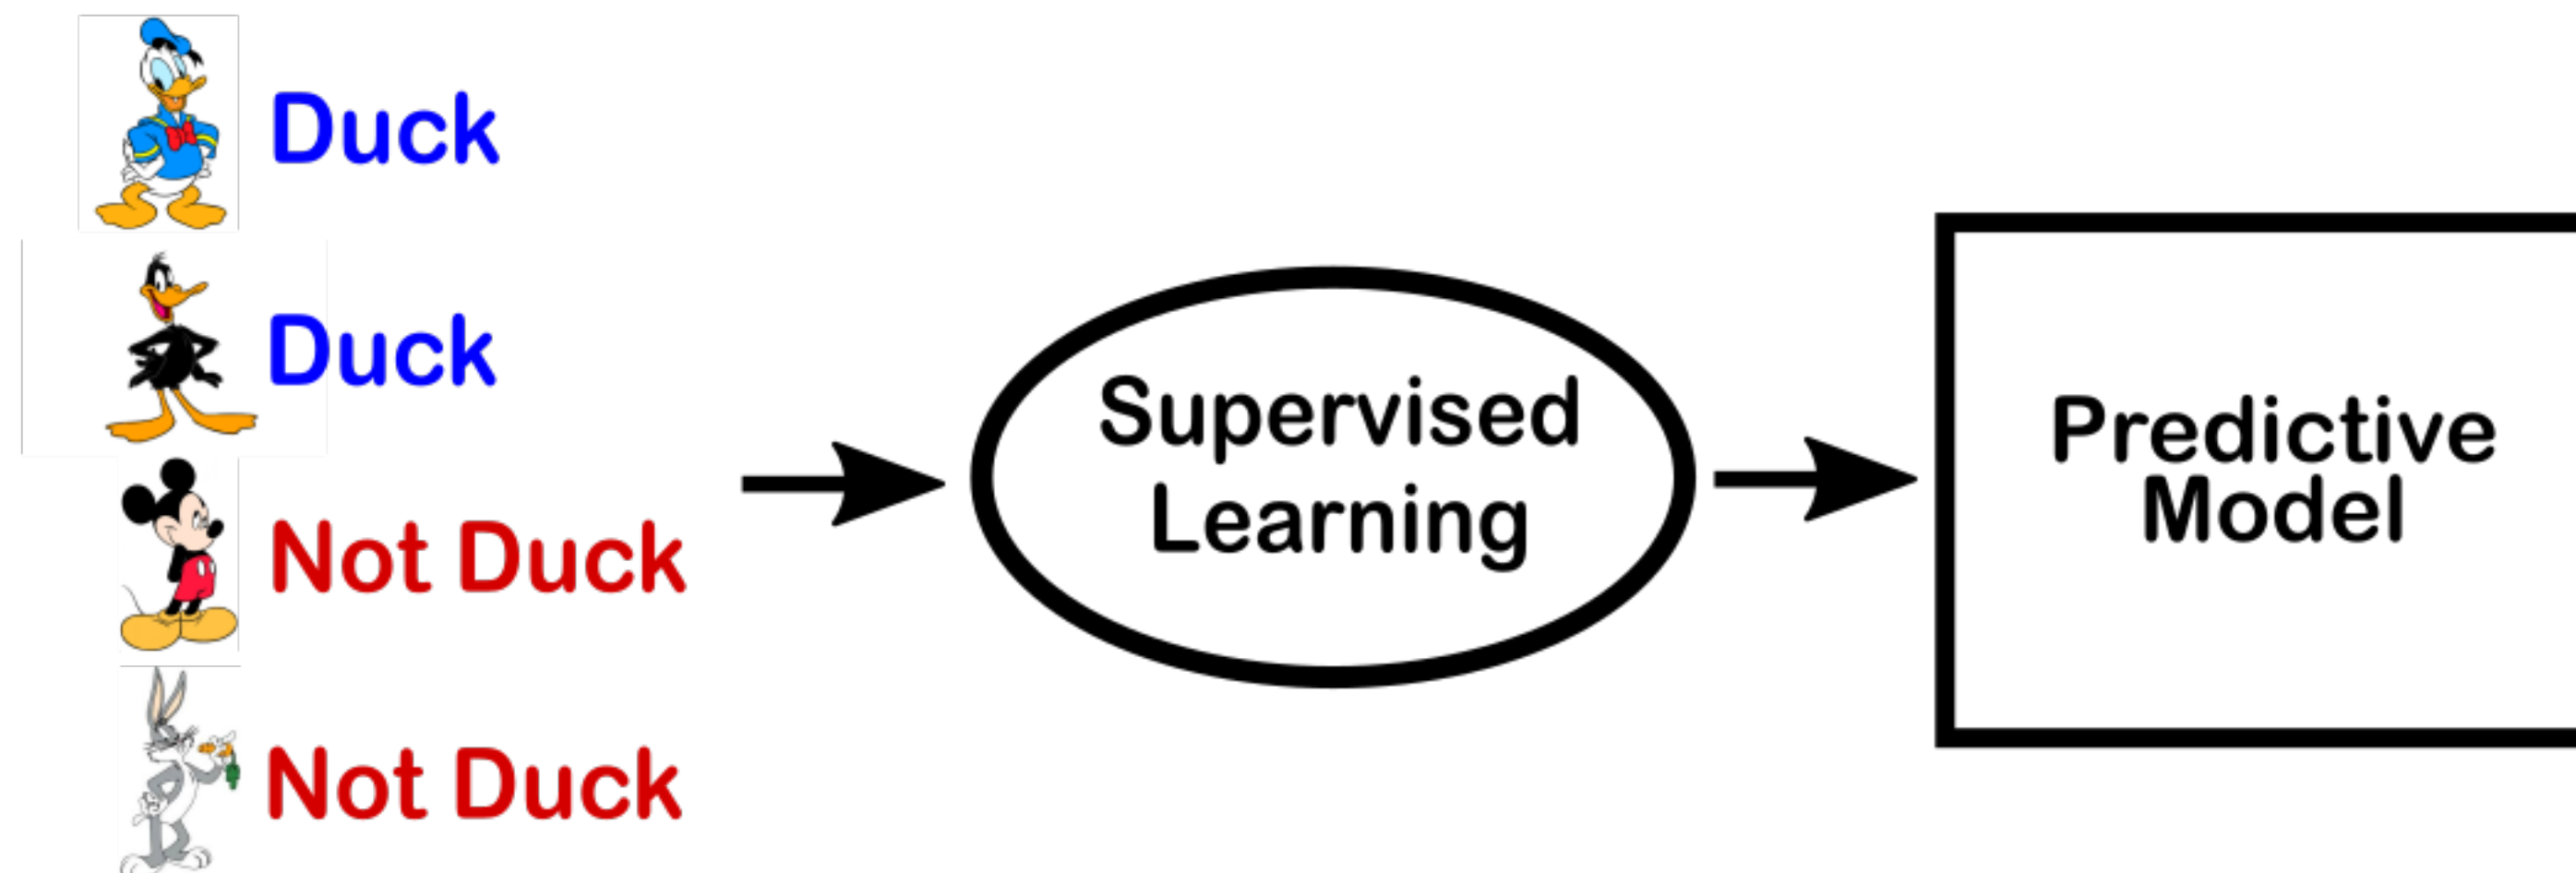 Duck
Duck
Not Duck
Not Duck
Supervised
Learning
Predictive
Model